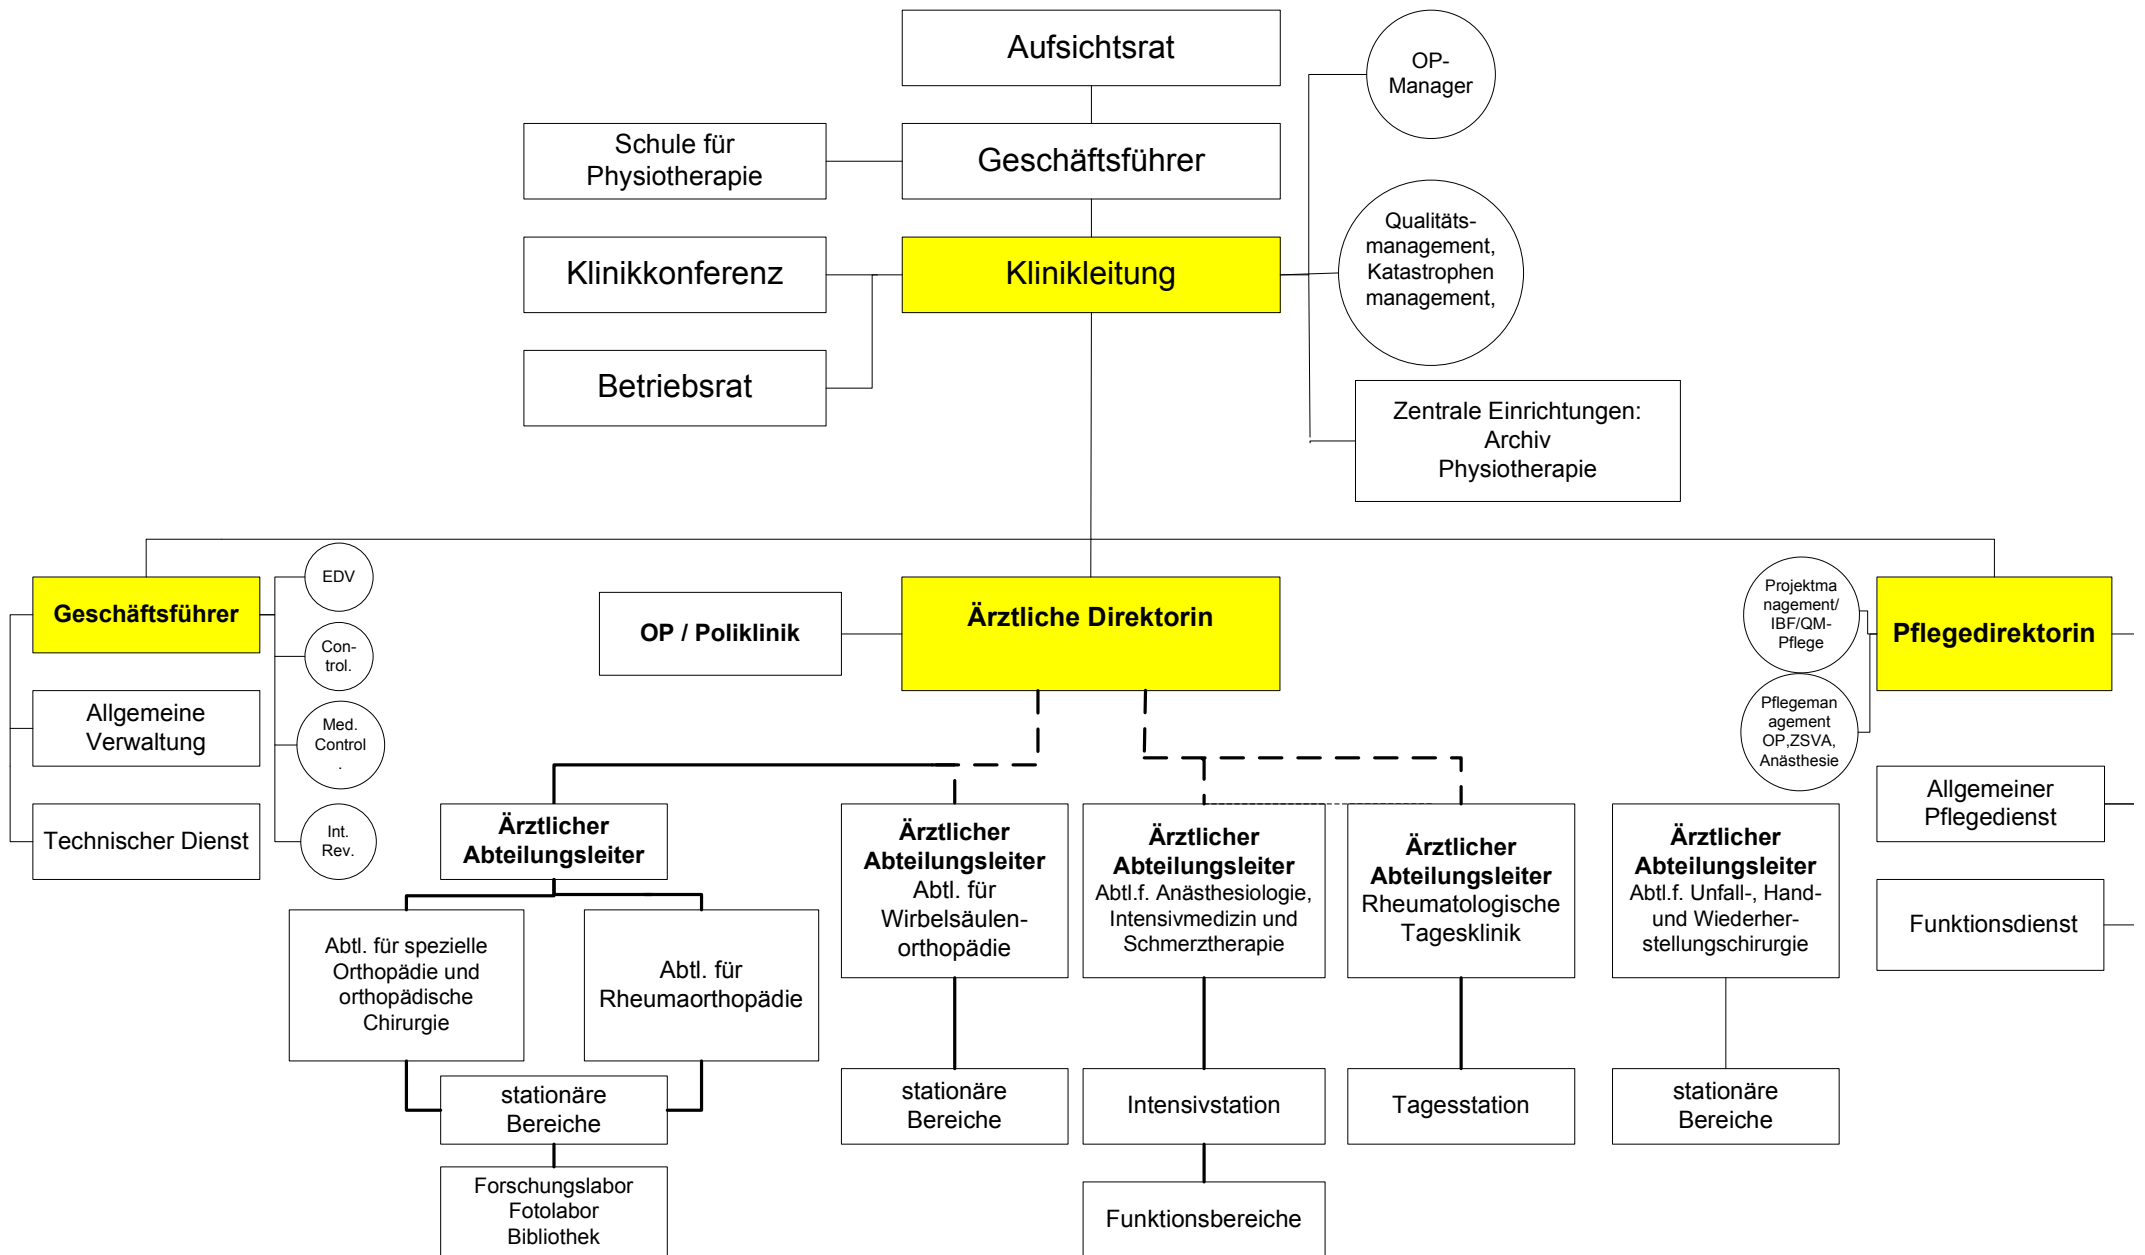 Aufsichtsrat
OP-
Manager
Schule für
Physiotherapie
Geschäftsführer
Klinikkonferenz
Klinikleitung
Qualitäts-
management,
Katastrophen
management,
Betriebsrat
Zentrale Einrichtungen:
Archiv
Physiotherapie
Geschäftsführer
EDV
Con-
trol.
Med.
Control
.
Int.
Rev.
Allgemeine
Verwaltung
Technischer Dienst
OP / Poliklinik
Ärztliche Direktorin
Projektma
nagement/
IBF/QM-
Pflege
Pflegedirektorin
Pflegeman
agement
OP,ZSVA,
Anästhesie
Allgemeiner
Pflegedienst
Funktionsdienst
Ärztlicher
Abteilungsleiter
Abtl. für spezielle
Orthopädie und
orthopädische
Chirurgie
Abtl. für
Rheumaorthopädie
stationäre
Bereiche
Forschungslabor
Fotolabor
Bibliothek
Ärztlicher
Abteilungsleiter
Abtl. für
Wirbelsäulen-
orthopädie
stationäre
Bereiche
Ärztlicher
Abteilungsleiter
Abtl.f. Anästhesiologie,
Intensivmedizin und
Schmerztherapie
Intensivstation
Funktionsbereiche
Ärztlicher
Abteilungsleiter
Rheumatologische
Tagesklinik
Tagesstation
Ärztlicher
Abteilungsleiter
Abtl.f. Unfall-, Hand-
und Wiederher-
stellungschirurgie
stationäre
Bereiche